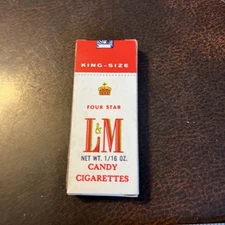 KING-SIZE
FOUR STAR
L&M
NET WT. 1/16 OZ.
CANDY
CIGARETTES